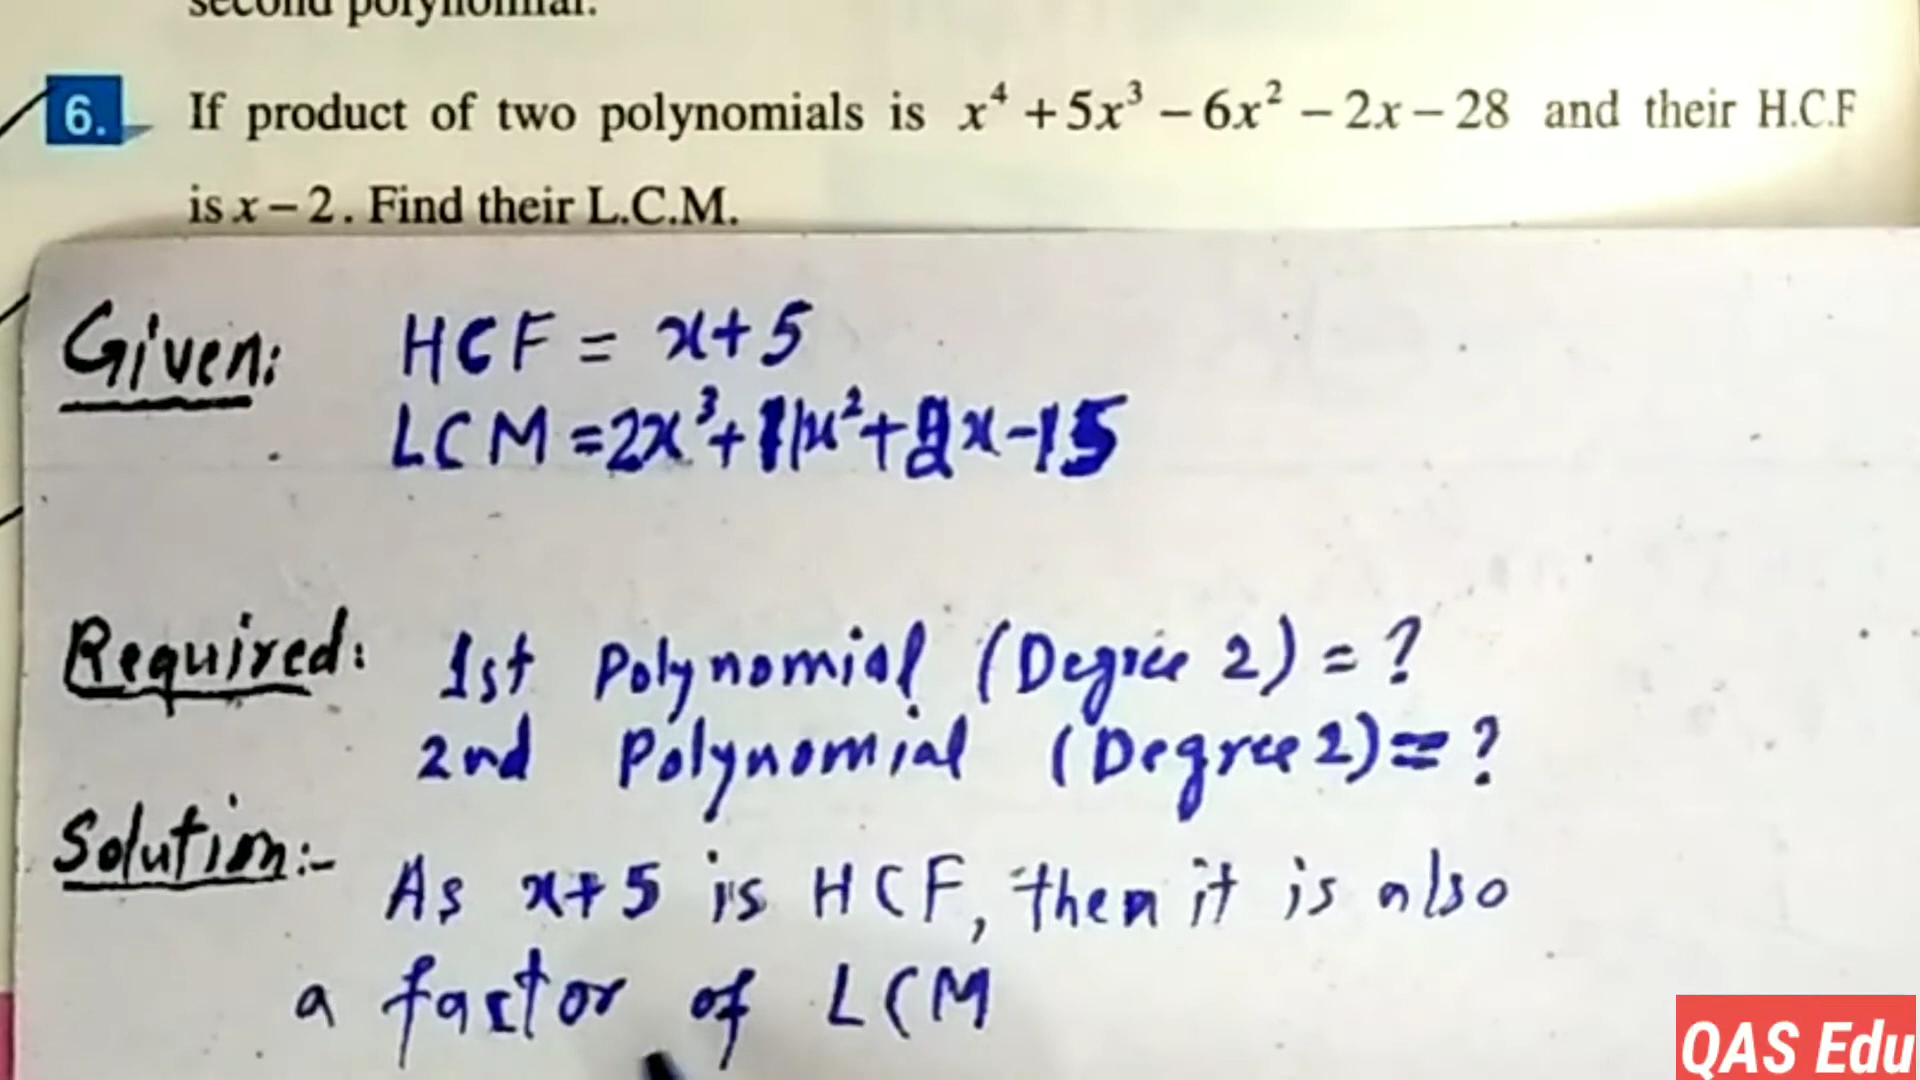 second polynomial.
6. If product of two polynomials is x⁴ + 5x³ − 6x² − 2x − 28 and their H.C.F
is x − 2. Find their L.C.M.
Given: HCF = x+5
LCM = 2x³ + 11x² + 2x - 15
Required: 1st Polynomial (Degree 2) = ?
2nd Polynomial (Degree 2) = ?
Solution:- As x+5 is HCF, then it is also
a factor of LCM
QAS Edu